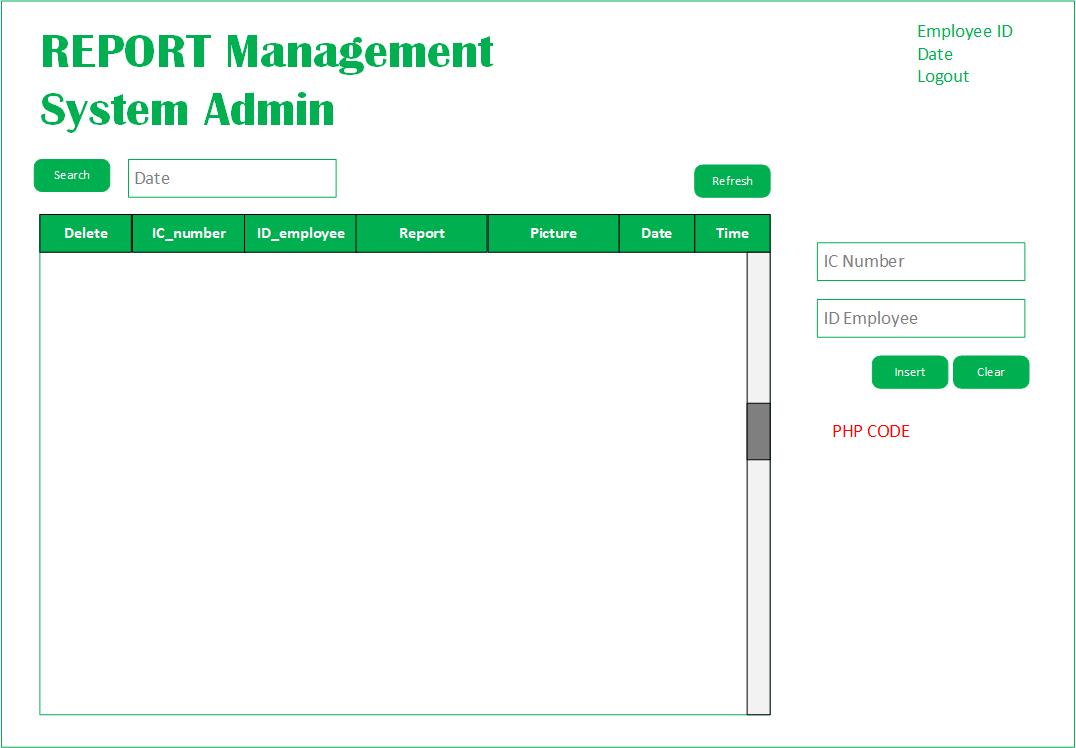 REPORT Management
System Admin
Employee ID
Date
Logout
Search
Date
Refresh
Delete IC_number ID_employee Report Picture Date Time
IC Number
ID Employee
Insert Clear
PHP CODE